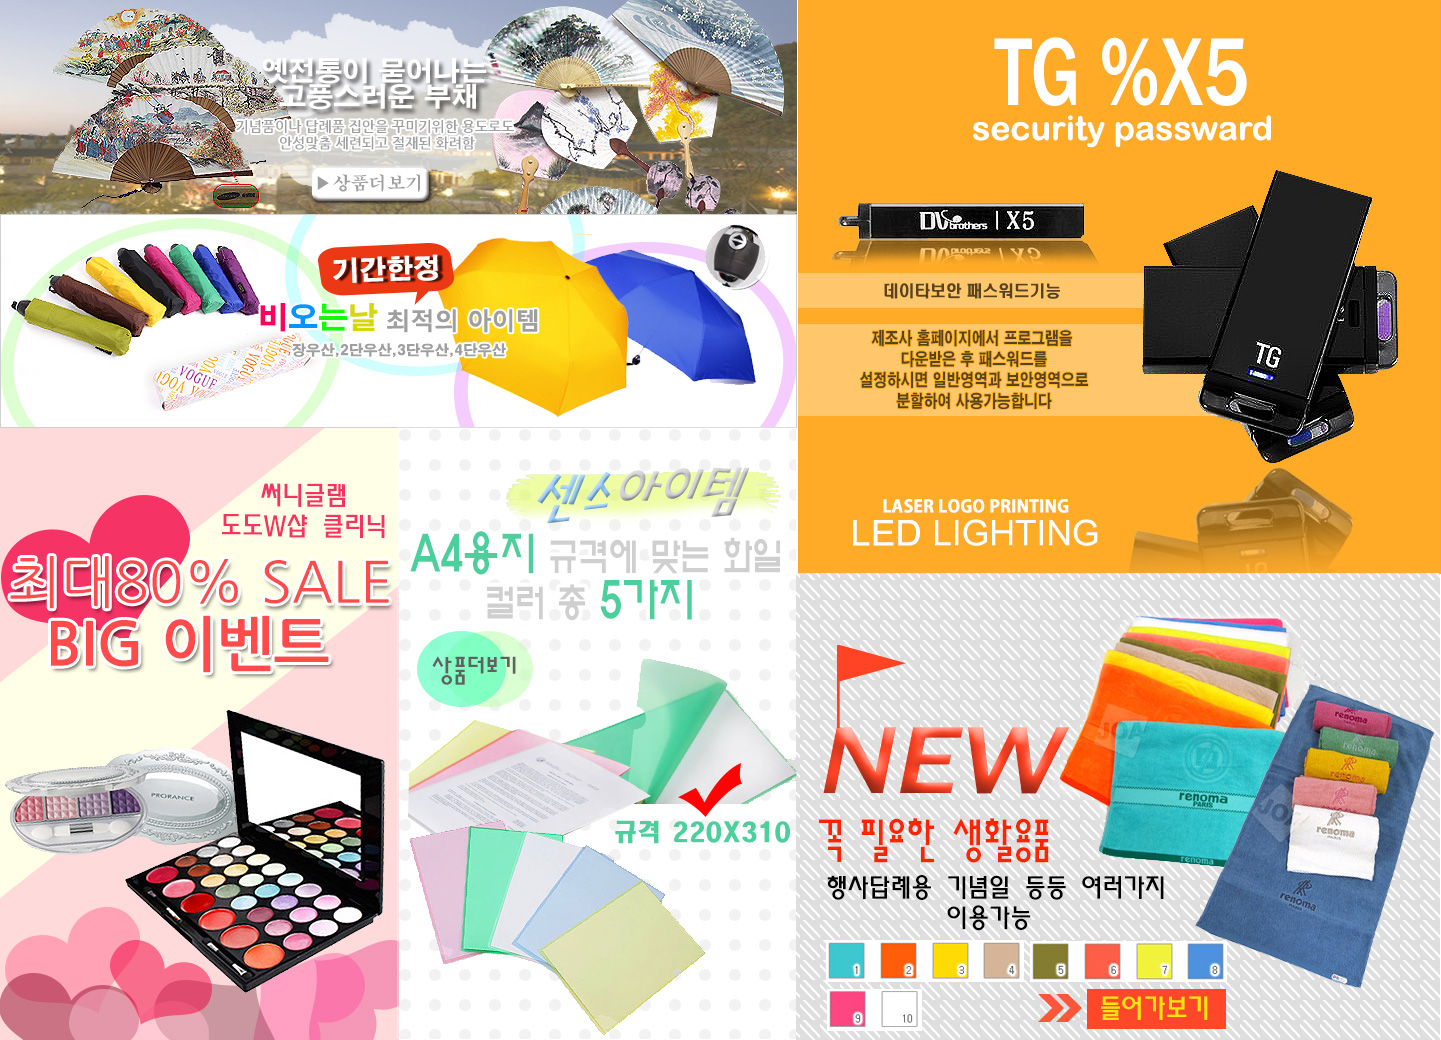 옛전통이 묻어나는
고풍스러운 부채
기념품이나 답례품 집안을 꾸미기위한 용도로도
안성맞춤 세련되고 절재된 화려함
▶상품더보기
기간한정
비오는날 최적의 아이템
장우산,2단우산,3단우산,4단우산
VOGUE
TG %X5
security passward
DV brothers | X5
데이타보안 패스워드기능
제조사 홈페이지에서 프로그램을
다운받은 후 패스워드를
설정하시면 일반영역과 보안영역으로
분할하여 사용가능합니다
TG
LASER LOGO PRINTING
LED LIGHTING
써니글램
도도W샵 클리닉
최대80% SALE
BIG 이벤트
PRORANCE
센스아이템
A4용지 규격에 맞는 화일
컬러 총 5가지
상품더보기
규격 220X310
NEW
꼭 필요한 생활용품
행사답례용 기념일 등등 여러가지
이용가능
JOA
renoma
PARIS
renoma
renoma
renoma
renoma
renoma
1 2 3 4 5 6 7 8
9 10
들어가보기